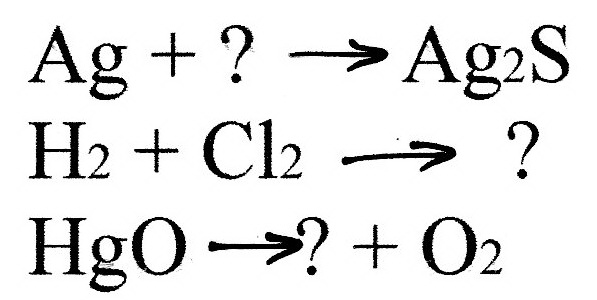 Ag + ? → Ag₂S
H₂ + Cl₂ → ?
HgO → ? + O₂